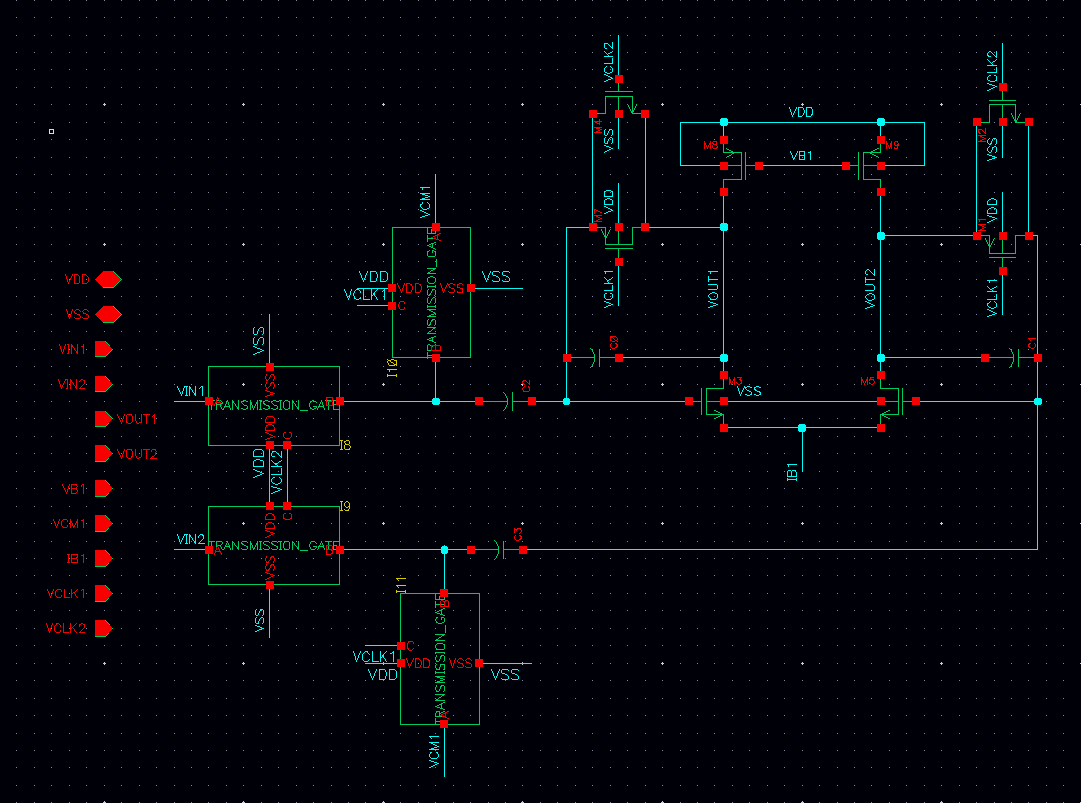 VDD
VSS
VIN1
VIN2
VOUT1
VOUT2
VB1
VCM1
IB1
VCLK1
VCLK2
VCLK2
M4
VSS
M7
VDD
VCLK1
VCLK2
M2
VSS
M1
VDD
VCLK1
VDD
M8
VB1
M9
VOUT1
VOUT2
C0
C1
M3
VSS
M5
IB1
VCM1
A
TRANSMISSION_GATE
VDD
VDD
VCLK1
C
VSS
VSS
B
I10
VSS
VSS
VIN1
A
TRANSMISSION_GATE
B
VDD
C
I8
VDD
VCLK2
C2
I9
VDD
C
VIN2
A
TRANSMISSION_GATE
B
VSS
VSS
C3
I11
B
TRANSMISSION_GATE
C
VCLK1
VDD
VDD
VSS
VSS
A
VCM1